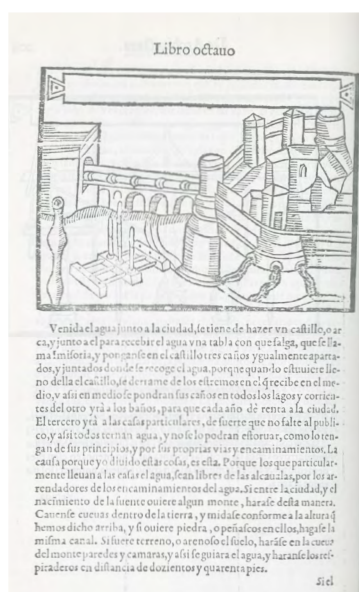 Libro octauo
Venida el agua junto a la ciudad, se tiene de hazer vn castillo, o ar
ca, y junto a el para recebir el agua vna tabla con que salga, que se lla-
ma īmisoria, y ponganse en el castillo tres caños ygualmente aparta-
dos, y juntados donde se recoge el agua, porque quando estuuiere lle-
no della el cañillo, se derrame de los estremos en el q̃ recibe en el me-
dio, y assi en medio se pondran sus caños en todos los lagos y corrien-
tes del otro yrà a los baños, para que cada año dè renta a la ciudad.
El tercero yrà a las casas particulares, de suerte que no falte al publi-
co, y assi todos ternan agua, y no se lo podran estoruar, como lo ten-
gan de sus principios, y por sus proprias vias y encaminamientos. La
causa porque yo diuido estas cosas, es esta. Porque los que particular-
mente lleuan a las casas el agua, sean libres de las alcaualas, por los ar-
rendadores de los encaminamientos del agua. Si entre la ciudad, y el
nacimiento de la fuente ouiere algun monte, harase desta manera.
Cauense cueuas dentro de la tierra, y midase conforme a la altura q̃
hemos dicho arriba, y si ouiere piedra, o peñascos en ellos, hagase la
misma canal. Si fuere terreno, o arenoso el suelo, haràse en la cueua
del monte paredes y camaras, y assi se guiara el agua, y haranse los res-
piraderos en distancia de dozientos y quarenta pies.
Si el